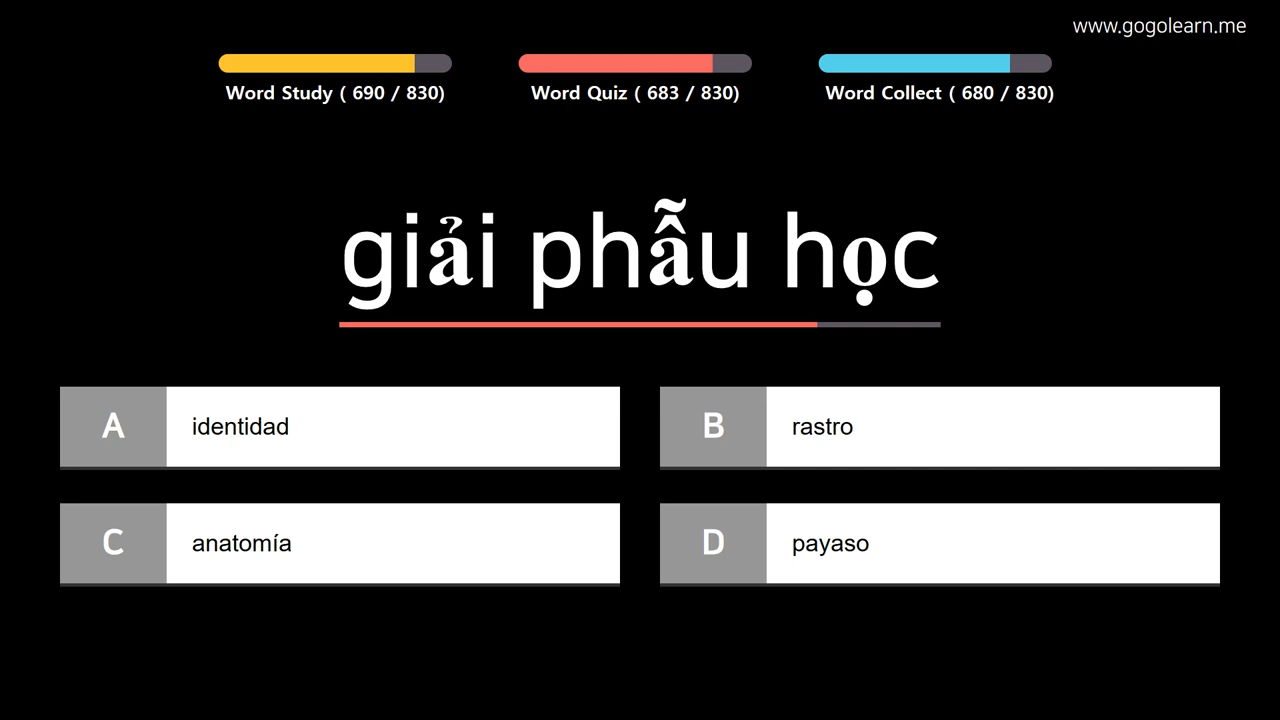 www.gogolearn.me
Word Study ( 690 / 830)
Word Quiz ( 683 / 830)
Word Collect ( 680 / 830)
giải phẫu học
A identidad
B rastro
C anatomía
D payaso